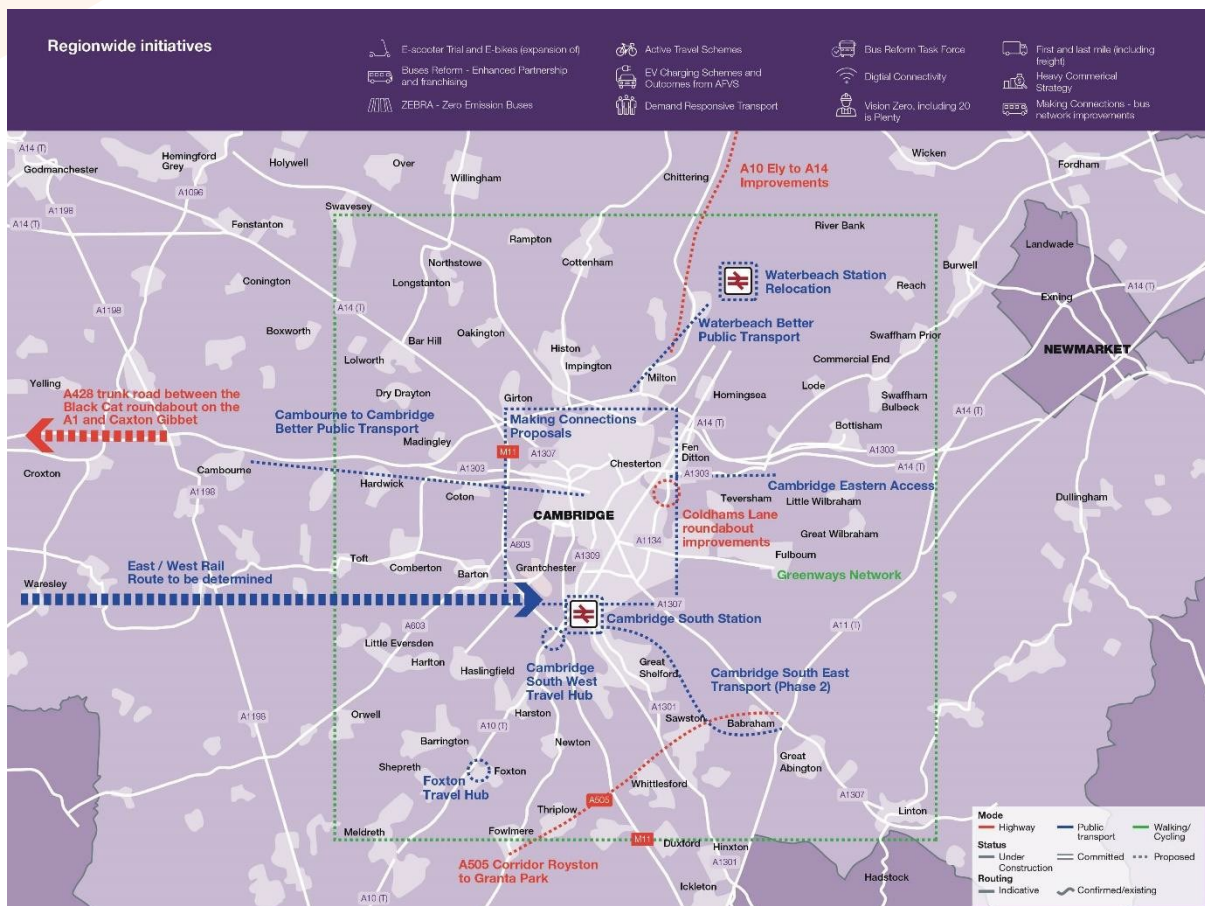 Regionwide initiatives
E-scooter Trial and E-bikes (expansion of)
Buses Reform - Enhanced Partnership
and franchising
ZEBRA - Zero Emission Buses
Active Travel Schemes
EV Charging Schemes and
Outcomes from AFVS
Demand Responsive Transport
Bus Reform Task Force
Digtial Connectivity
Vision Zero, including 20
is Plenty
First and last mile (including
freight)
Heavy Commerical
Strategy
Making Connections - bus
network improvements
A14 (T)
Godmanchester
Hemingford
Grey
Holywell
Over
Willingham
Chittering
A10 Ely to A14
Improvements
Wicken
Fordham
A1096
A1198
Swavesey
A14 (T)
Fenstanton
Rampton
River Bank
Landwade
Northstowe
Cottenham
Burwell
Conington
Longstanton
Waterbeach Station
Relocation
Reach
Exning
A14 (T)
A14 (T)
A1198
Boxworth
Oakington
Waterbeach Better
Public Transport
Swaffham Prior
Bar Hill
Histon
NEWMARKET
Lolworth
Impington
Commercial End
Yelling
Milton
Lode
Dry Drayton
Girton
Horningsea
Swaffham
Bulbeck
A428 trunk road between the
Black Cat roundabout on the
A1 and Caxton Gibbet
Cambourne to Cambridge
Better Public Transport
Making Connections
Proposals
A14 (T)
A14 (T)
Bottisham
Madingley
M11
A1307
Fen
Ditton
A1303
Croxton
Cambourne
A1303
Chesterton
A1303
A14 (T)
Hardwick
Cambridge Eastern Access
A1198
Coton
Teversham
Little Wilbraham
Dullingham
CAMBRIDGE
Coldhams Lane
roundabout
improvements
Great Wilbraham
A603
A1134
A1309
Fulbourn
Toft
East / West Rail
Route to be determined
Comberton
Barton
Grantchester
Greenways Network
Waresley
A1307
Cambridge South Station
A603
A11 (T)
Little Eversden
Harlton
Haslingfield
Cambridge
South West
Travel Hub
Great
Shelford
Cambridge South East
Transport (Phase 2)
A1198
Orwell
Harston
A1301
Sawston
Babraham
A10 (T)
Barrington
Newton
Great
Abington
Shepreth
Foxton
Foxton
Travel Hub
Whittlesford
A505
A1307
Thriplow
Linton
Meldreth
Fowlmere
M11
Duxford
Hinxton
A505 Corridor Royston
to Granta Park
A1301
Hadstock
Ickleton
A10 (T)
Mode
Highway
Public
transport
Walking/
Cycling
Status
Under
Construction
Committed
Proposed
Routing
Indicative
Confirmed/existing